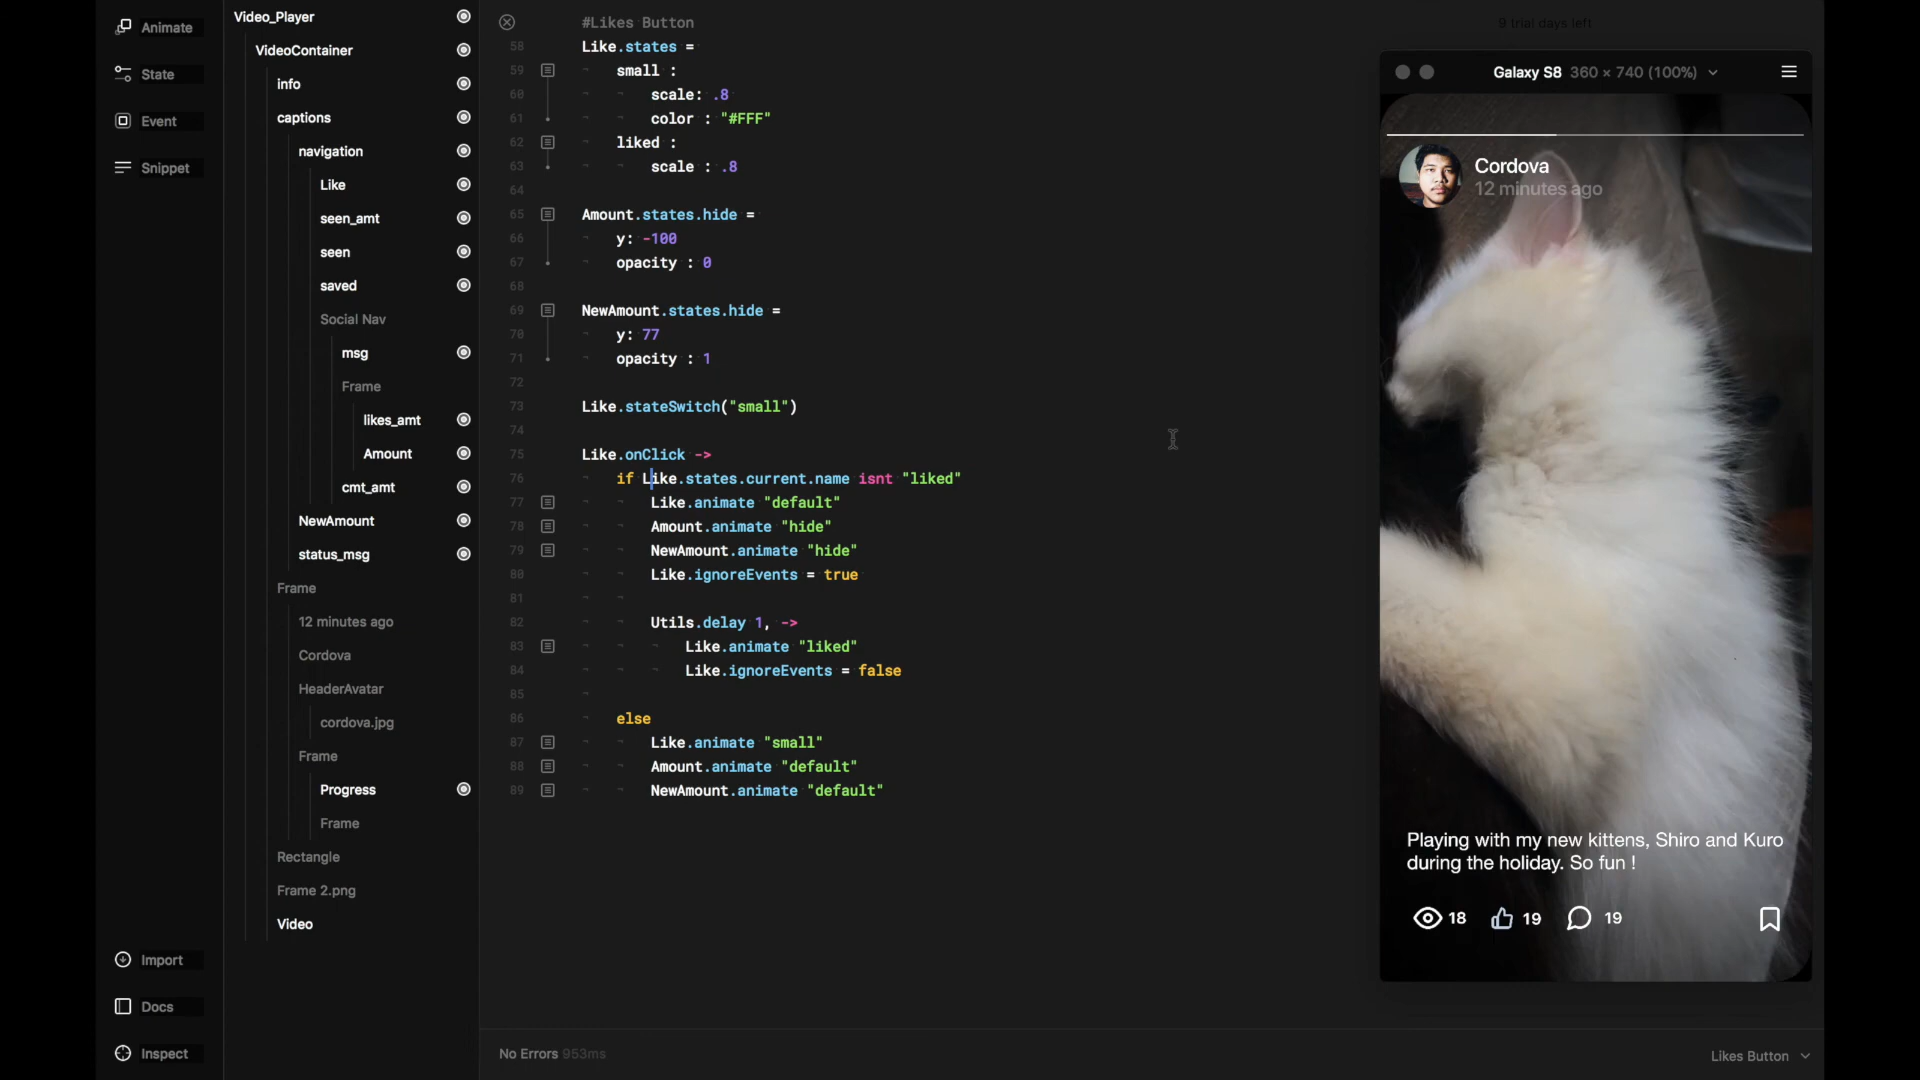 Animate
State
Event
Snippet
Import
Docs
Inspect
Video_Player
VideoContainer
info
captions
navigation
Like
seen_amt
seen
saved
Social Nav
msg
Frame
likes_amt
Amount
cmt_amt
NewAmount
status_msg
Frame
12 minutes ago
Cordova
HeaderAvatar
cordova.jpg
Frame
Progress
Frame
Rectangle
Frame 2.png
Video
#Likes Button
58 Like.states =
59 small :
60 scale: .8
61 color : "#FFF"
62 liked :
63 scale : .8
64
65 Amount.states.hide =
66 y: -100
67 opacity : 0
68
69 NewAmount.states.hide =
70 y: 77
71 opacity : 1
72
73 Like.stateSwitch("small")
74
75 Like.onClick ->
76 if Like.states.current.name isnt "liked"
77 Like.animate "default"
78 Amount.animate "hide"
79 NewAmount.animate "hide"
80 Like.ignoreEvents = true
81
82 Utils.delay 1, ->
83 Like.animate "liked"
84 Like.ignoreEvents = false
85
86 else
87 Like.animate "small"
88 Amount.animate "default"
89 NewAmount.animate "default"
No Errors 953ms
Likes Button
9 trial days left
Galaxy S8 360 × 740 (100%)
Cordova
12 minutes ago
Playing with my new kittens, Shiro and Kuro
during the holiday. So fun !
18 19 19